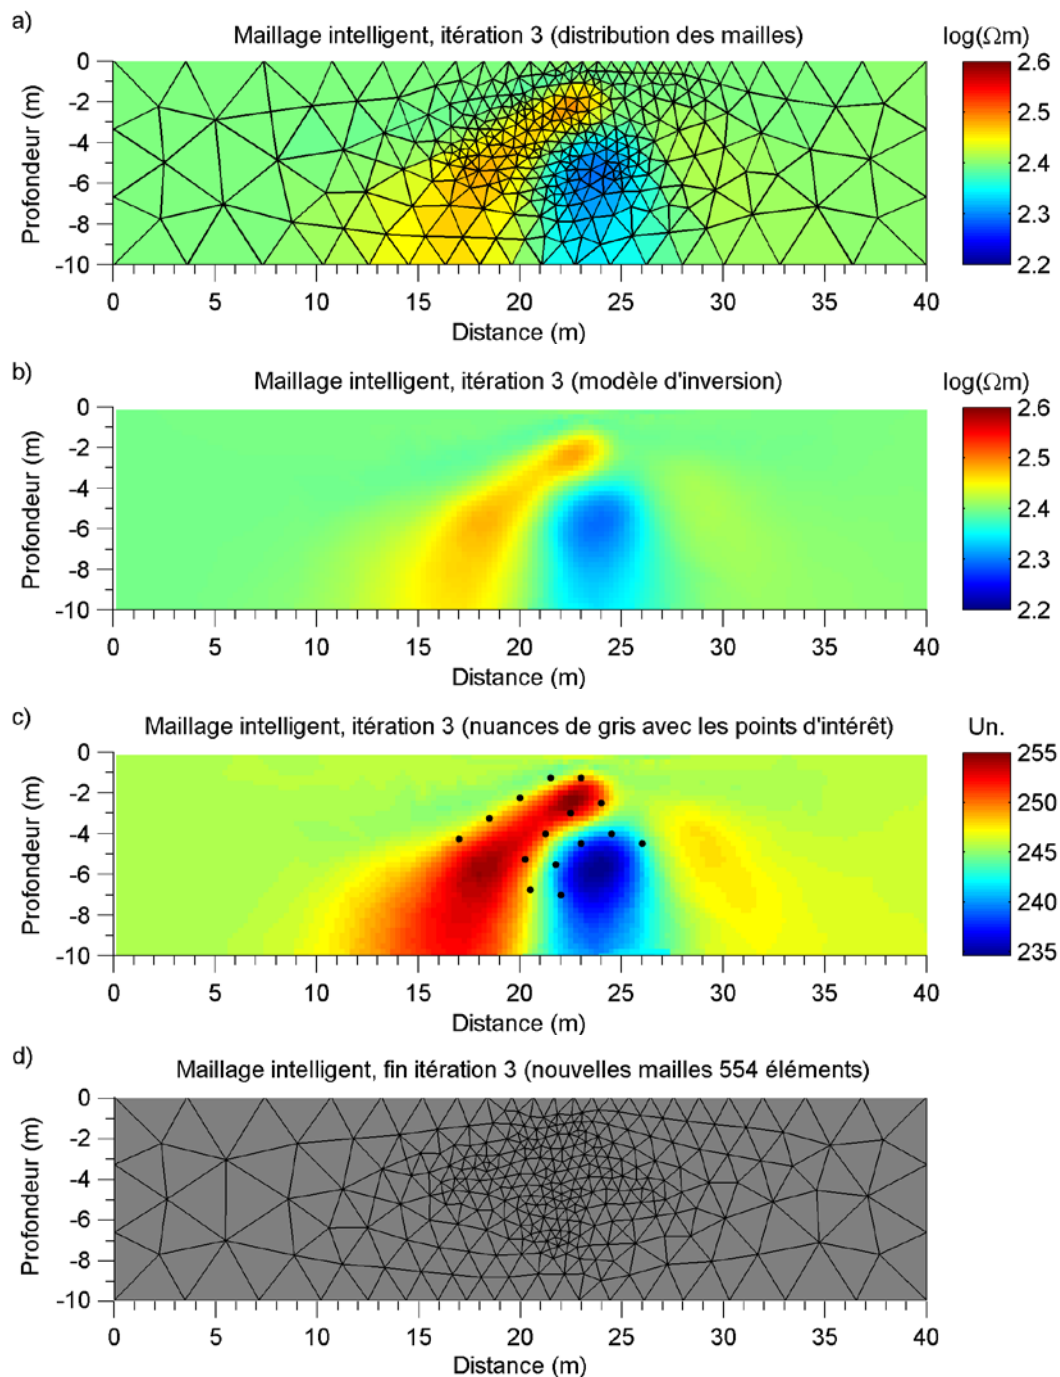 a)
Maillage intelligent, itération 3 (distribution des mailles)
log(Ωm)
Profondeur (m)
0
-2
-4
-6
-8
-10
0 5 10 15 20 25 30 35 40
Distance (m)
2.6
2.5
2.4
2.3
2.2
b)
Maillage intelligent, itération 3 (modèle d'inversion)
log(Ωm)
Profondeur (m)
0
-2
-4
-6
-8
-10
0 5 10 15 20 25 30 35 40
Distance (m)
2.6
2.5
2.4
2.3
2.2
c)
Maillage intelligent, itération 3 (nuances de gris avec les points d'intérêt)
Un.
Profondeur (m)
0
-2
-4
-6
-8
-10
0 5 10 15 20 25 30 35 40
Distance (m)
255
250
245
240
235
d)
Maillage intelligent, fin itération 3 (nouvelles mailles 554 éléments)
Profondeur (m)
0
-2
-4
-6
-8
-10
0 5 10 15 20 25 30 35 40
Distance (m)